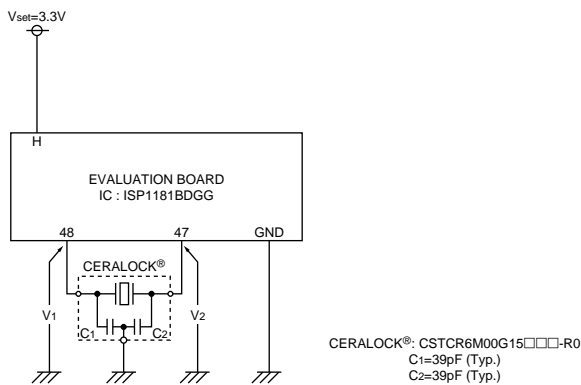 Vset=3.3V
H
EVALUATION BOARD
IC : ISP1181BDGG
48 47 GND
CERALOCK®
V1 C1 C2 V2
CERALOCK®: CSTCR6M00G15□□□-R0
C1=39pF (Typ.)
C2=39pF (Typ.)